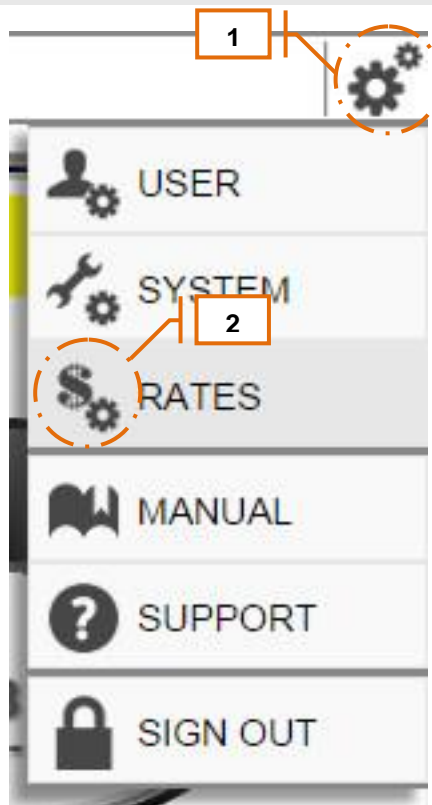 1
USER
SYSTEM
2
$
RATES
MANUAL
?
SUPPORT
SIGN OUT